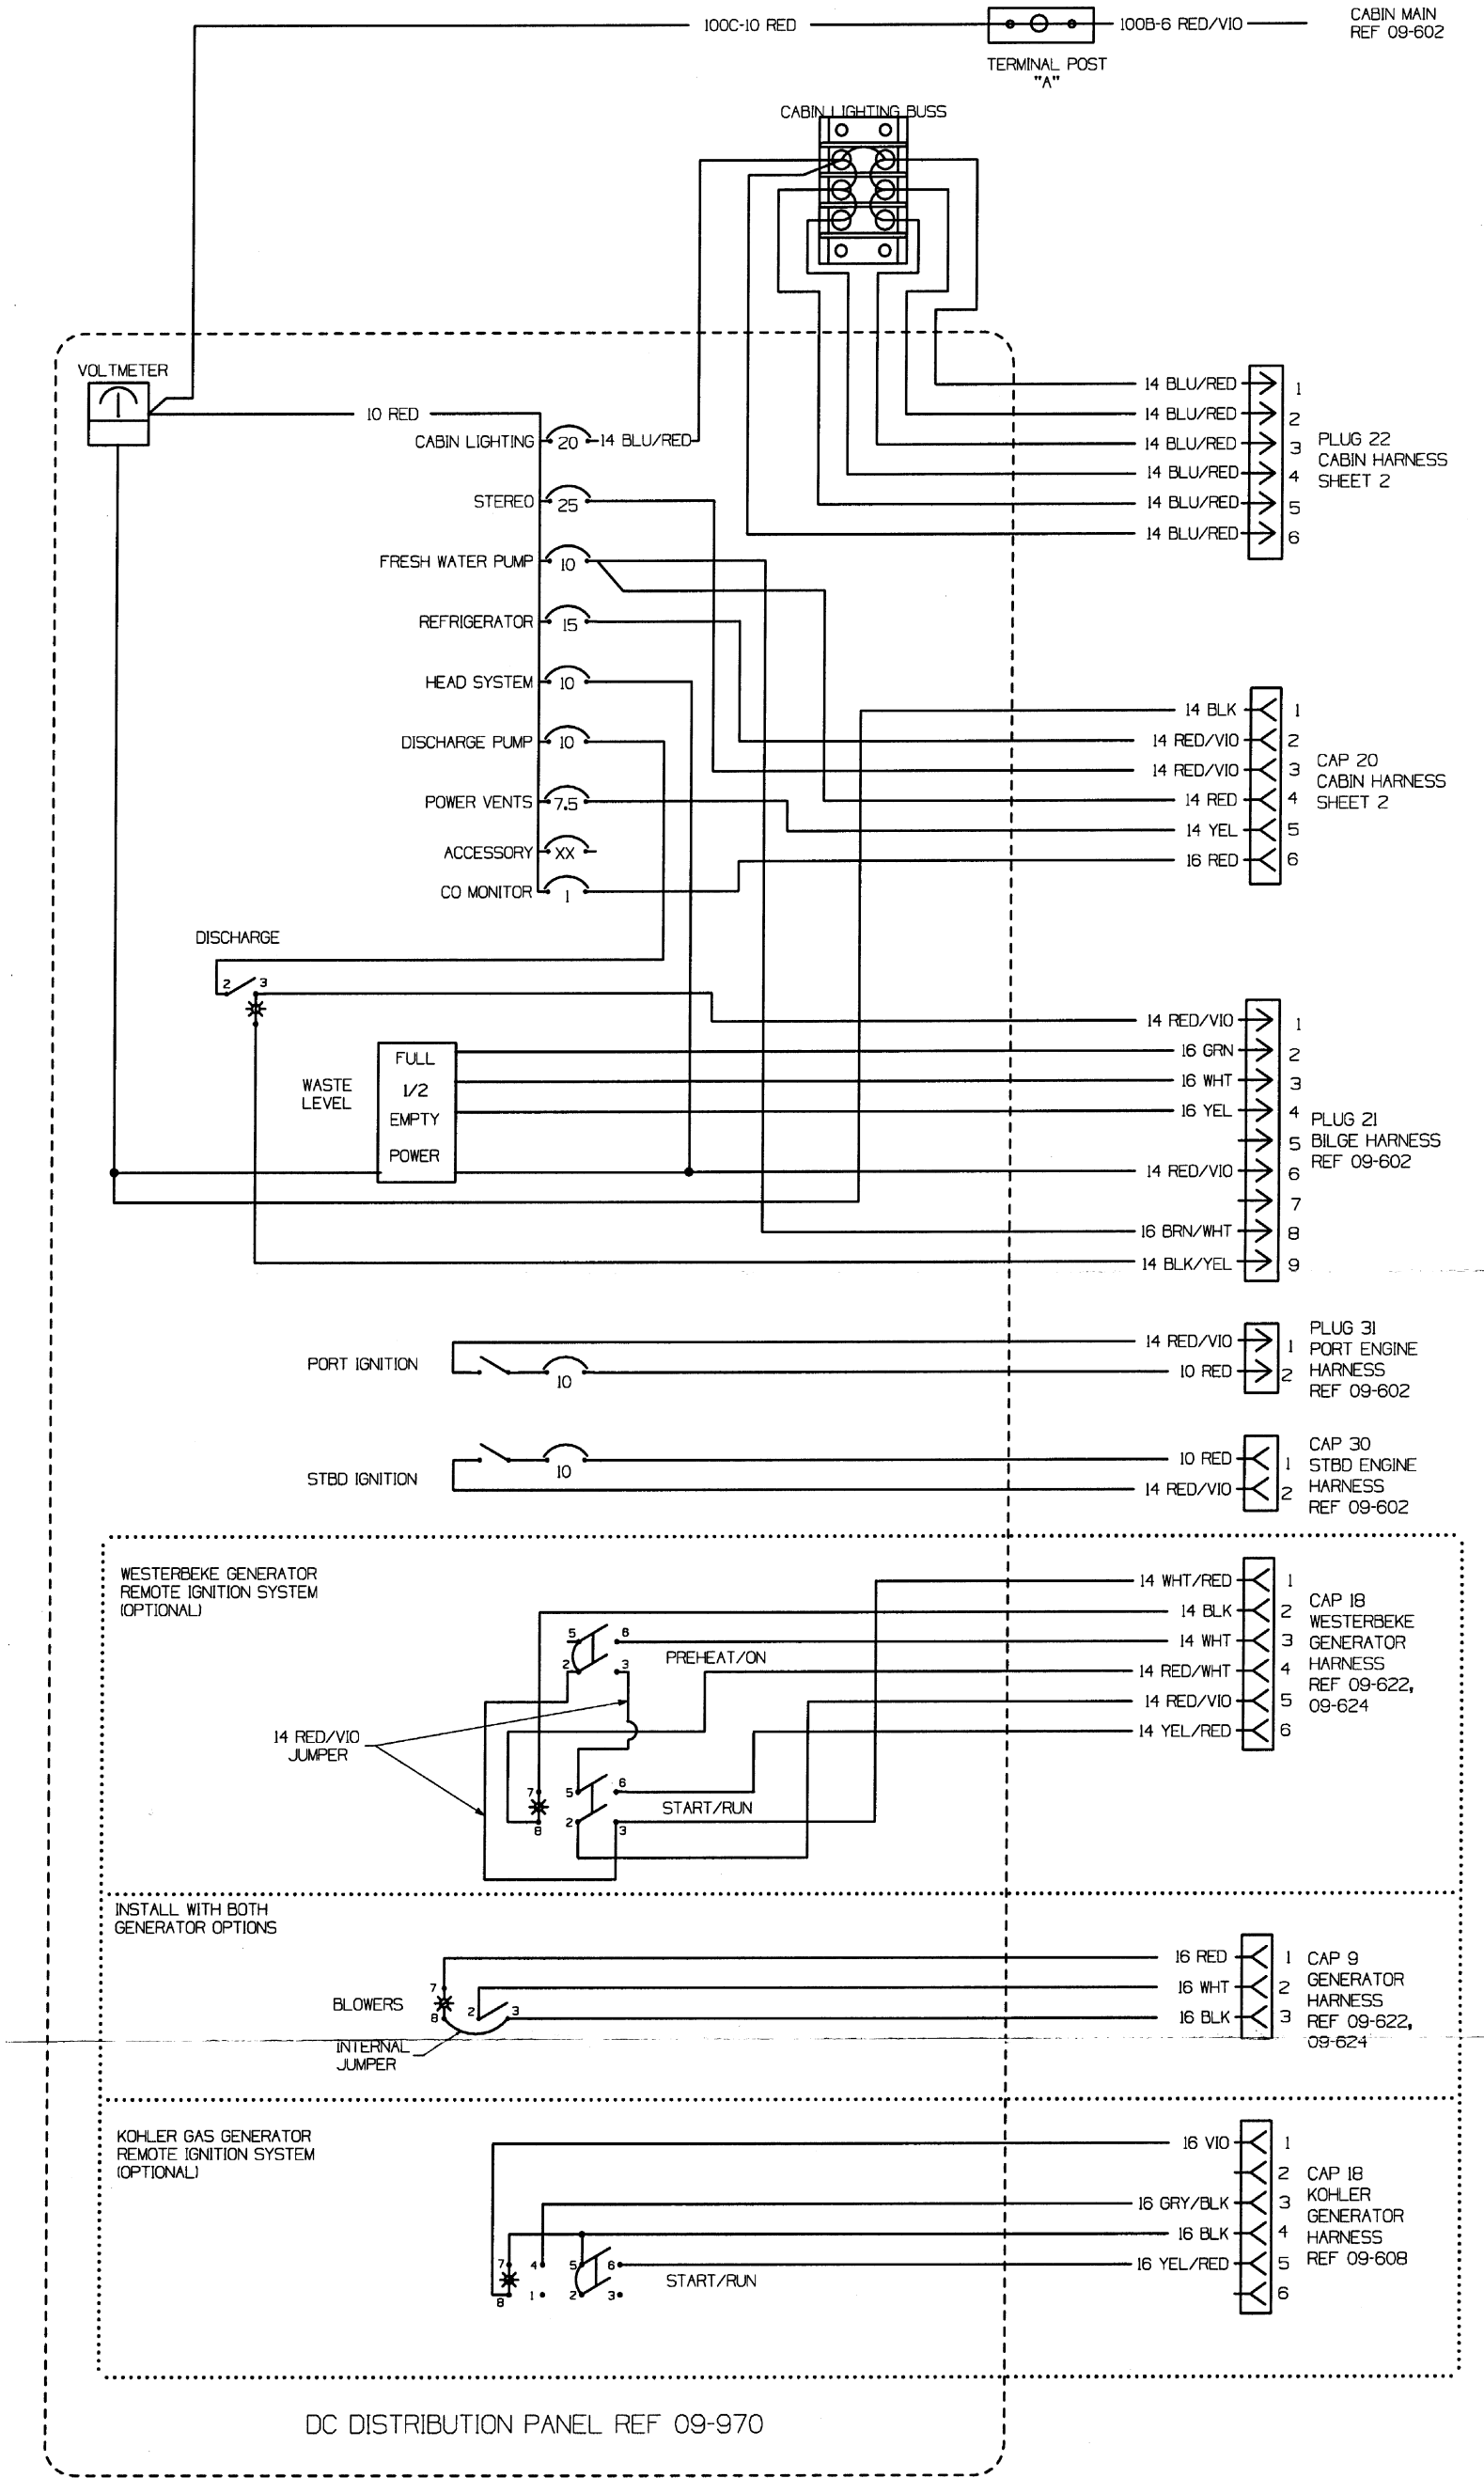 100C-10 RED
100B-6 RED/VIO
CABIN MAIN
REF 09-602
TERMINAL POST
"A"
CABIN LIGHTING BUSS
VOLTMETER
10 RED
CABIN LIGHTING
20
14 BLU/RED
STEREO
25
FRESH WATER PUMP
10
REFRIGERATOR
15
HEAD SYSTEM
10
DISCHARGE PUMP
10
POWER VENTS
7.5
ACCESSORY
XX
CO MONITOR
1
14 BLU/RED
1
14 BLU/RED
2
14 BLU/RED
3
14 BLU/RED
4
14 BLU/RED
5
14 BLU/RED
6
PLUG 22
CABIN HARNESS
SHEET 2
14 BLK
1
14 RED/VIO
2
14 RED/VIO
3
14 RED
4
14 YEL
5
16 RED
6
CAP 20
CABIN HARNESS
SHEET 2
DISCHARGE
2
3
WASTE
LEVEL
FULL
1/2
EMPTY
POWER
14 RED/VIO
1
16 GRN
2
16 WHT
3
16 YEL
4
5
14 RED/VIO
6
7
16 BRN/WHT
8
14 BLK/YEL
9
PLUG 21
BILGE HARNESS
REF 09-602
PORT IGNITION
10
14 RED/VIO
1
10 RED
2
PLUG 31
PORT ENGINE
HARNESS
REF 09-602
STBD IGNITION
10
10 RED
1
14 RED/VIO
2
CAP 30
STBD ENGINE
HARNESS
REF 09-602
WESTERBEKE GENERATOR
REMOTE IGNITION SYSTEM
(OPTIONAL)
5
6
2
3
PREHEAT/ON
14 RED/VIO
JUMPER
7
8
5
6
2
3
START/RUN
14 WHT/RED
1
14 BLK
2
14 WHT
3
14 RED/WHT
4
14 RED/VIO
5
14 YEL/RED
6
CAP 18
WESTERBEKE
GENERATOR
HARNESS
REF 09-622,
09-624
INSTALL WITH BOTH
GENERATOR OPTIONS
BLOWERS
7
8
2
3
INTERNAL
JUMPER
16 RED
1
16 WHT
2
16 BLK
3
CAP 9
GENERATOR
HARNESS
REF 09-622,
09-624
KOHLER GAS GENERATOR
REMOTE IGNITION SYSTEM
(OPTIONAL)
7
4
5
6
8
1
2
3
START/RUN
16 VIO
1
2
16 GRY/BLK
3
16 BLK
4
16 YEL/RED
5
6
CAP 18
KOHLER
GENERATOR
HARNESS
REF 09-608
DC DISTRIBUTION PANEL REF 09-970